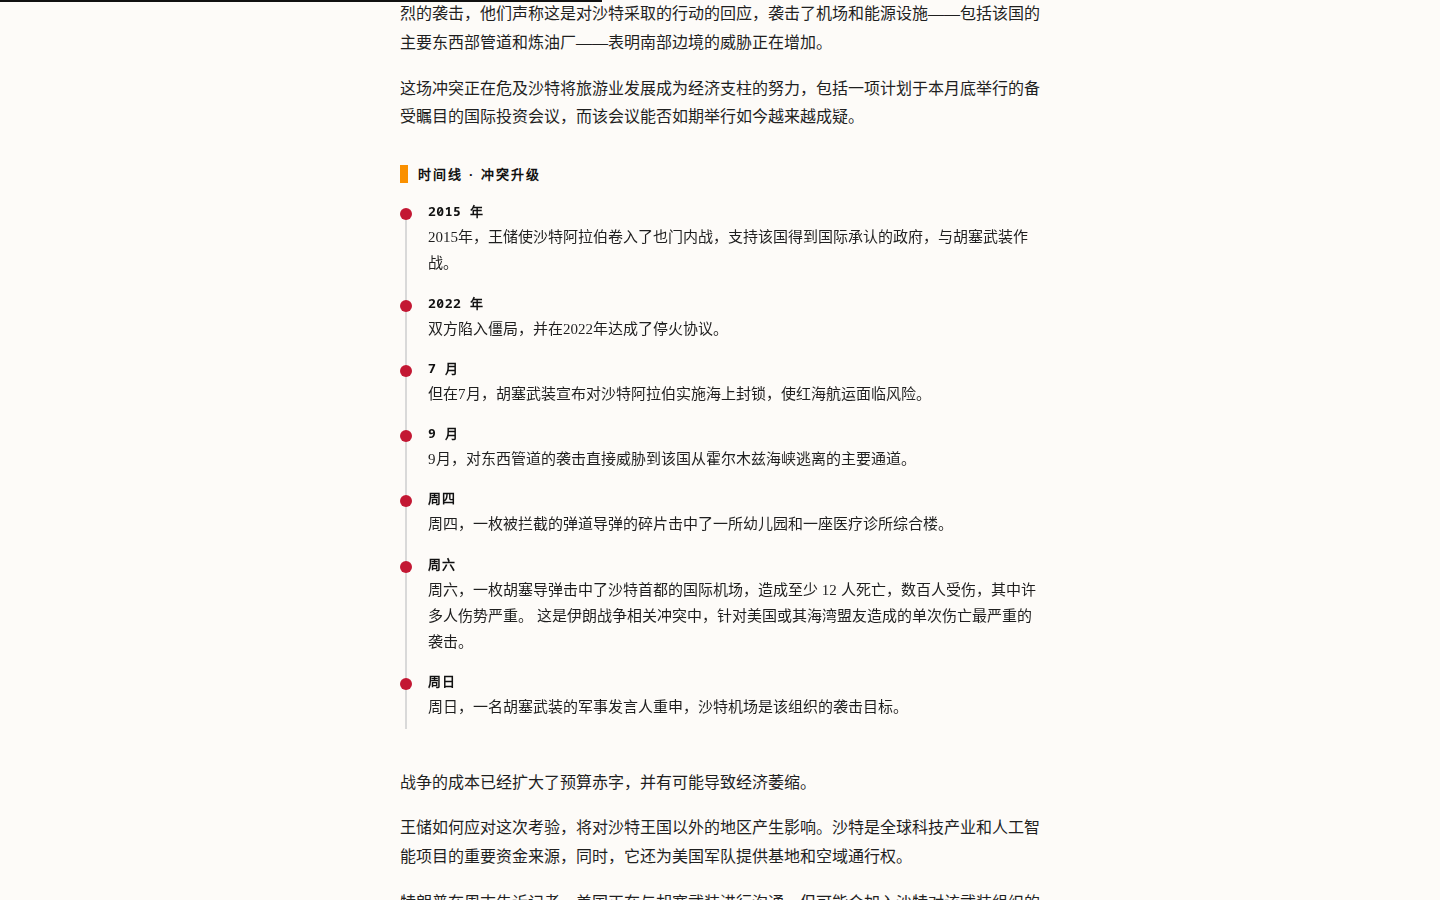 烈的袭击，他们声称这是对沙特采取的行动的回应，袭击了机场和能源设施——包括该国的
主要东西部管道和炼油厂——表明南部边境的威胁正在增加。
这场冲突正在危及沙特将旅游业发展成为经济支柱的努力，包括一项计划于本月底举行的备
受瞩目的国际投资会议，而该会议能否如期举行如今越来越成疑。
时间线 · 冲突升级
2015 年
2015年，王储使沙特阿拉伯卷入了也门内战，支持该国得到国际承认的政府，与胡塞武装作
战。
2022 年
双方陷入僵局，并在2022年达成了停火协议。
7 月
但在7月，胡塞武装宣布对沙特阿拉伯实施海上封锁，使红海航运面临风险。
9 月
9月，对东西管道的袭击直接威胁到该国从霍尔木兹海峡逃离的主要通道。
周四
周四，一枚被拦截的弹道导弹的碎片击中了一所幼儿园和一座医疗诊所综合楼。
周六
周六，一枚胡塞导弹击中了沙特首都的国际机场，造成至少 12 人死亡，数百人受伤，其中许
多人伤势严重。 这是伊朗战争相关冲突中，针对美国或其海湾盟友造成的单次伤亡最严重的
袭击。
周日
周日，一名胡塞武装的军事发言人重申，沙特机场是该组织的袭击目标。
战争的成本已经扩大了预算赤字，并有可能导致经济萎缩。
王储如何应对这次考验，将对沙特王国以外的地区产生影响。沙特是全球科技产业和人工智
能项目的重要资金来源，同时，它还为美国军队提供基地和空域通行权。